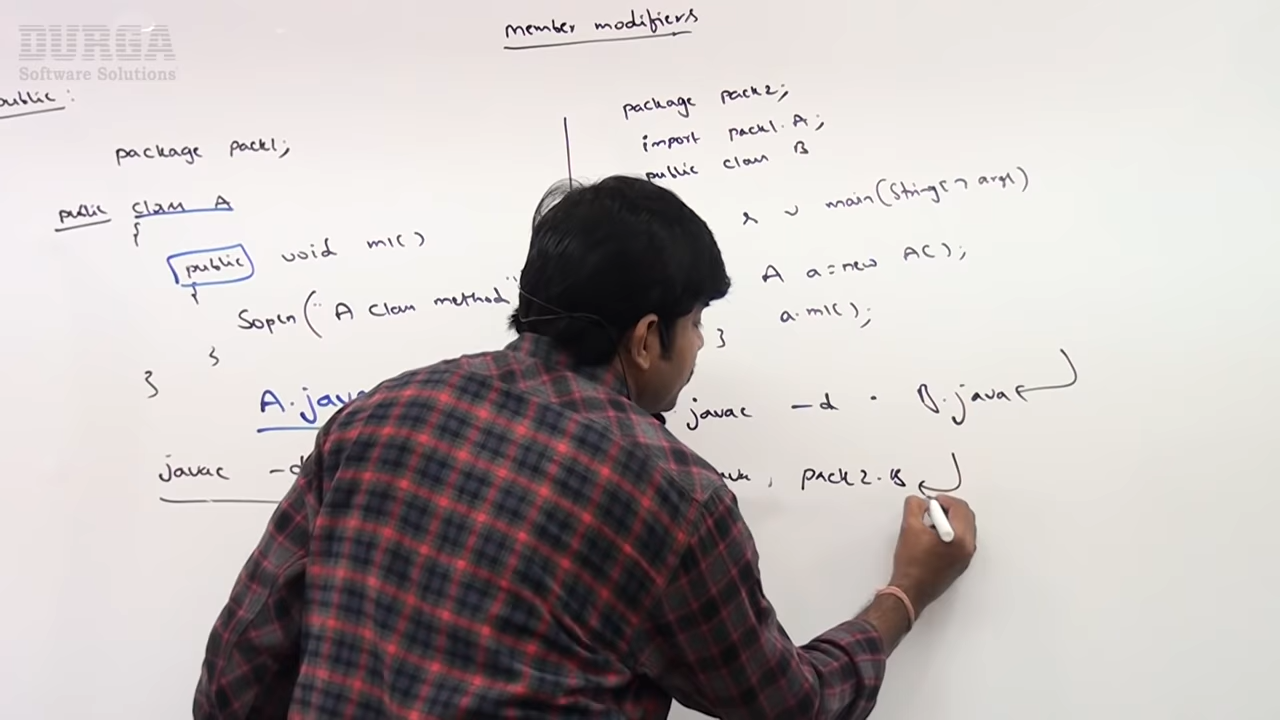 DURGA
Software Solutions
member modifiers
public:
package pack1;
public class A
{
public void m1()
{
Sopen("A class method"
}
}
A.java
javac -d
package pack2;
import pack1.A;
public class B
s v main(String[] args)
A a=new A();
a.m1();
}
javac -d . B.java
pack2.B